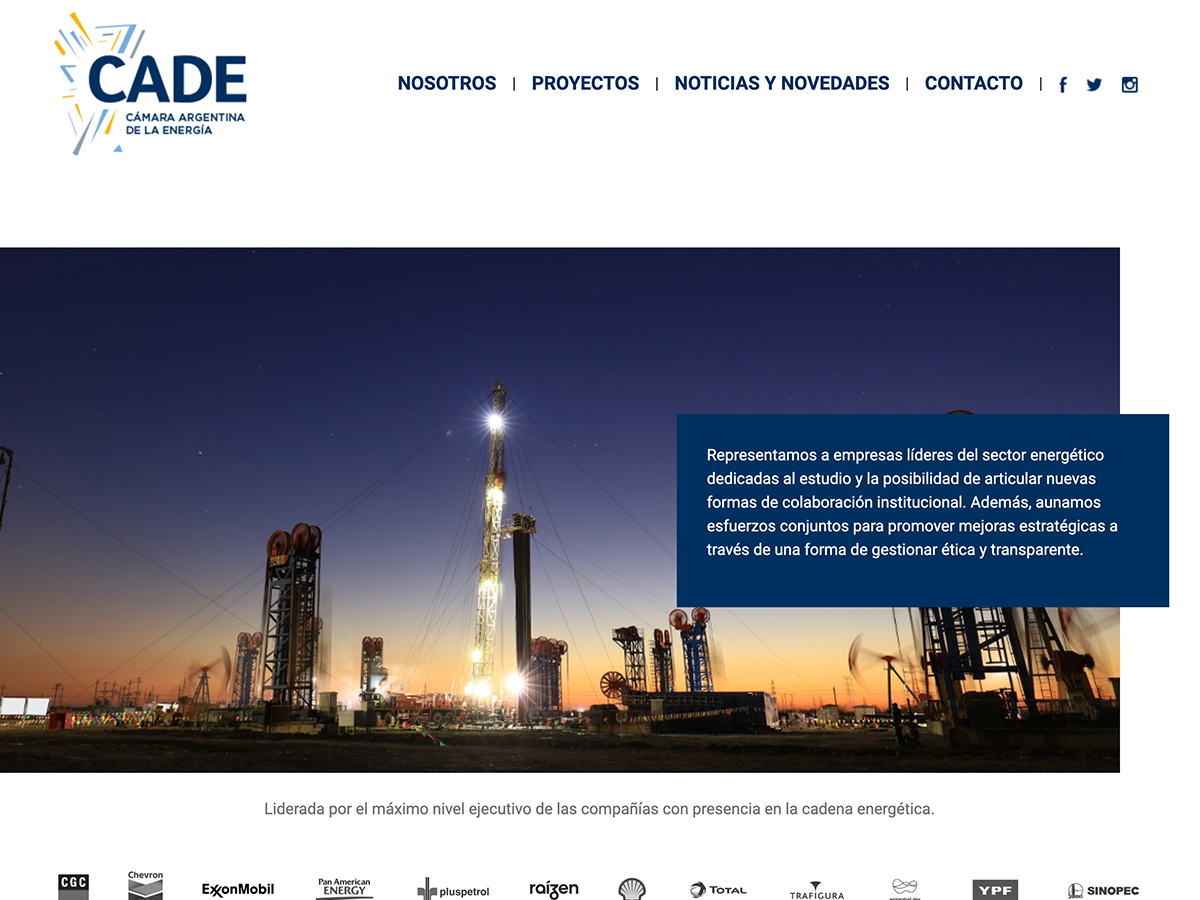 CADE
CÁMARA ARGENTINA
DE LA ENERGÍA
NOSOTROS | PROYECTOS | NOTICIAS Y NOVEDADES | CONTACTO |
Representamos a empresas líderes del sector energético
dedicadas al estudio y la posibilidad de articular nuevas
formas de colaboración institucional. Además, aunamos
esfuerzos conjuntos para promover mejoras estratégicas a
través de una forma de gestionar ética y transparente.
Liderada por el máximo nivel ejecutivo de las compañías con presencia en la cadena energética.
CGC
Chevron
ExxonMobil
Pan American
ENERGY
pluspetrol
raízen
TOTAL
TRAFIGURA
YPF
SINOPEC